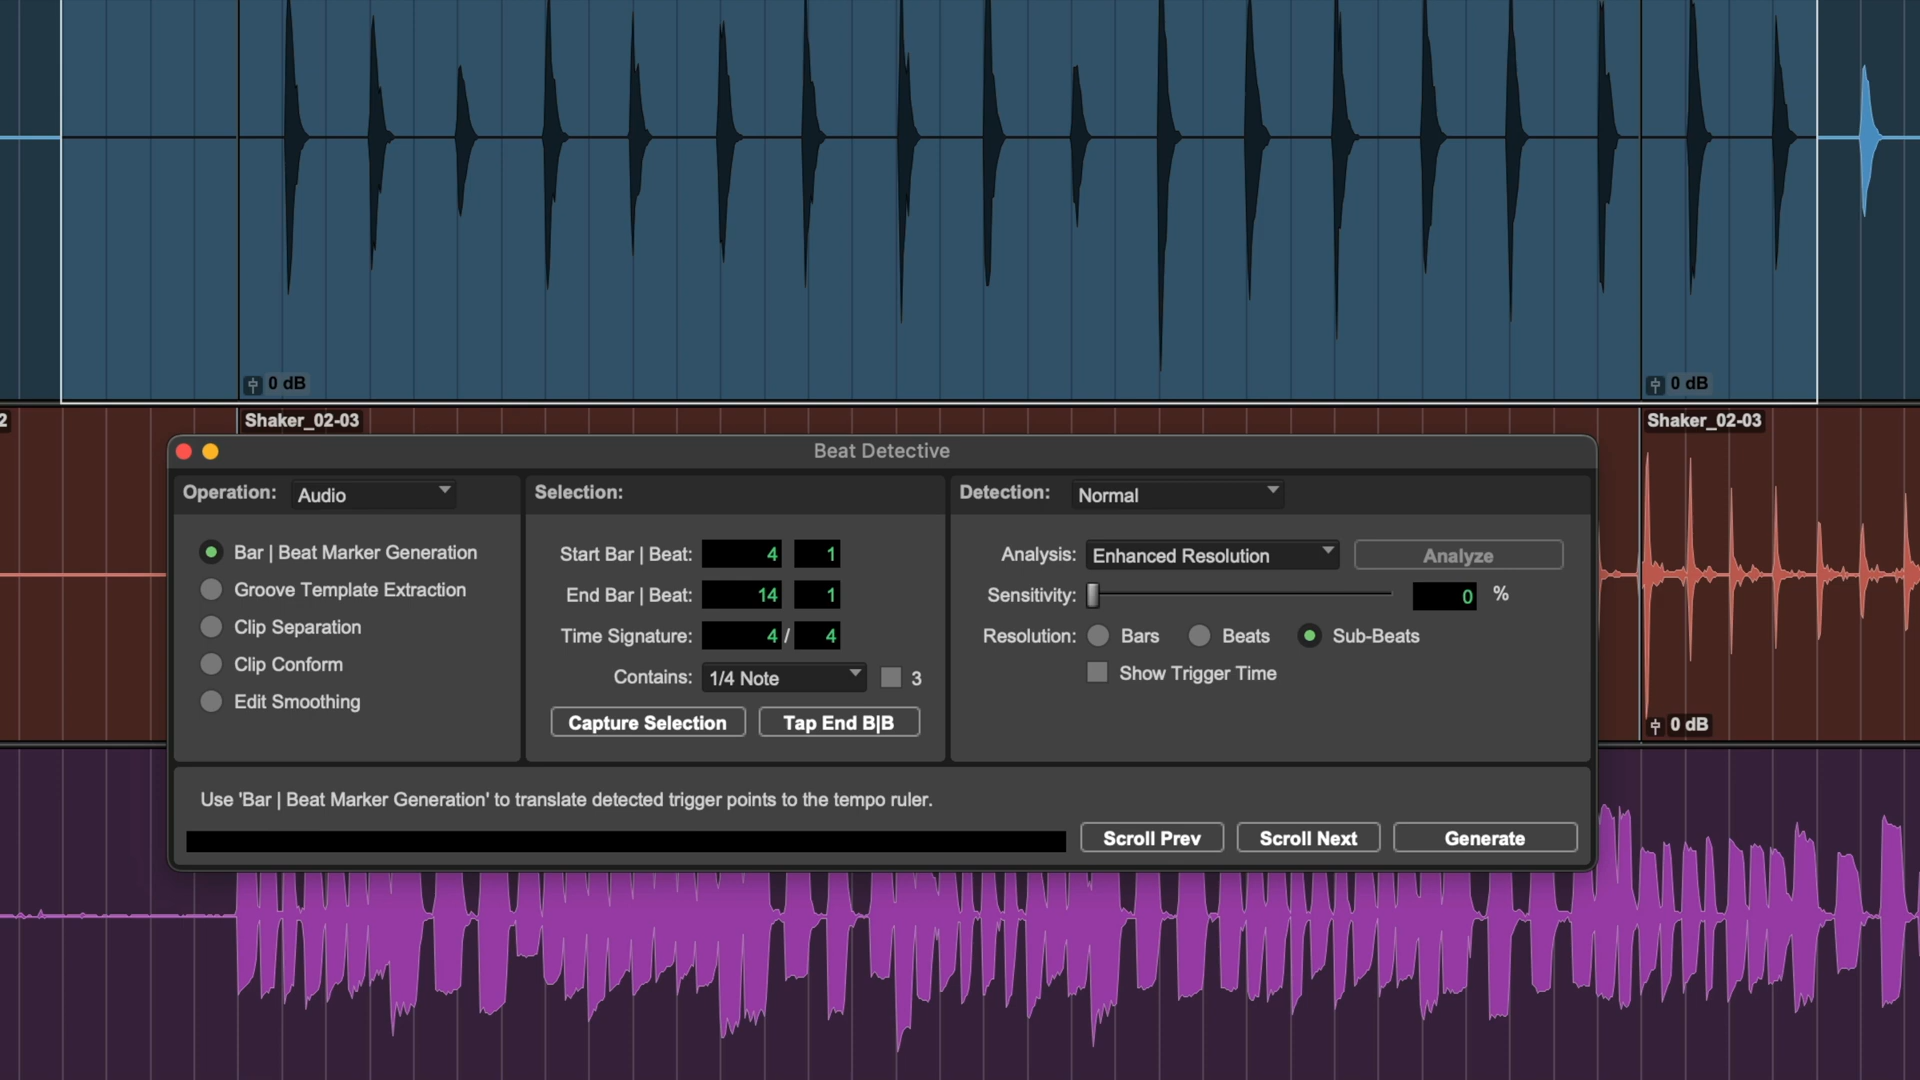 0 dB
0 dB
2
Shaker_02-03
Shaker_02-03
Beat Detective
Operation: Audio
Selection:
Detection: Normal
Bar | Beat Marker Generation
Groove Template Extraction
Clip Separation
Clip Conform
Edit Smoothing
Start Bar | Beat: 4 1
End Bar | Beat: 14 1
Time Signature: 4 / 4
Contains: 1/4 Note 3
Capture Selection
Tap End B|B
Analysis: Enhanced Resolution Analyze
Sensitivity: 0 %
Resolution: Bars Beats Sub-Beats
Show Trigger Time
0 dB
Use 'Bar | Beat Marker Generation' to translate detected trigger points to the tempo ruler.
Scroll Prev
Scroll Next
Generate